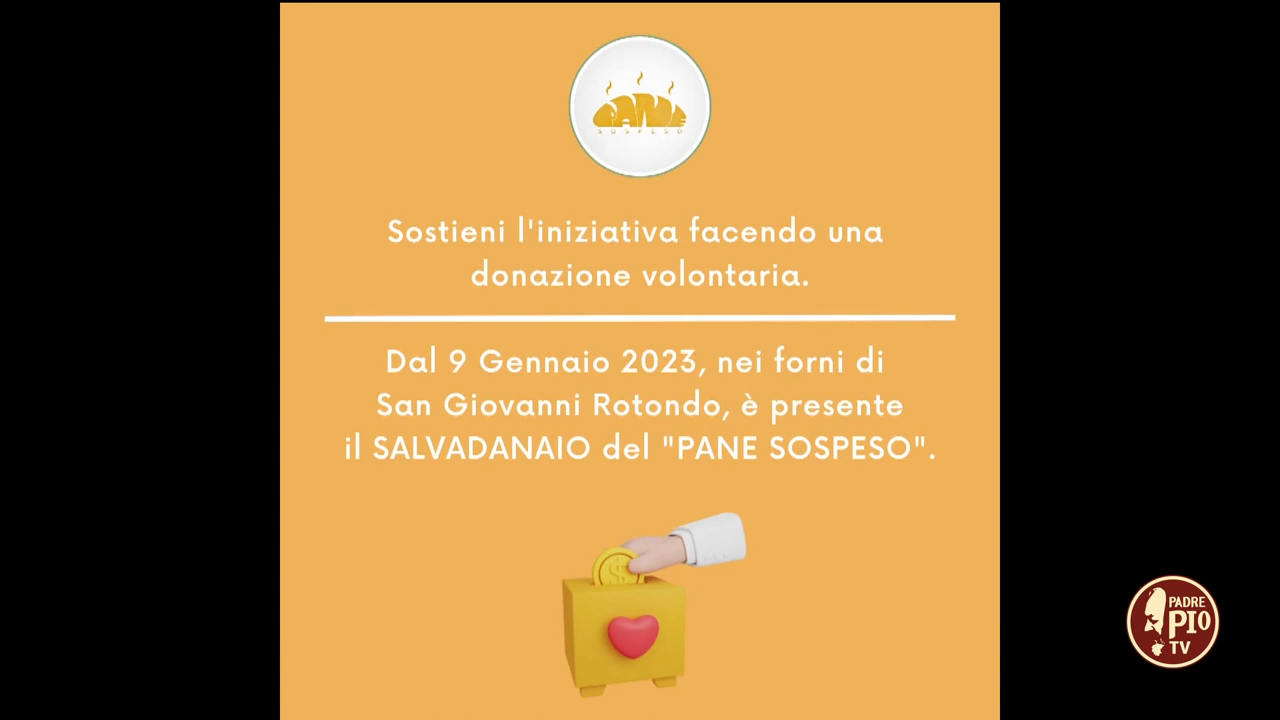 PANE
SOSPESO
Sostieni l'iniziativa facendo una
donazione volontaria.
Dal 9 Gennaio 2023, nei forni di
San Giovanni Rotondo, è presente
il SALVADANAIO del "PANE SOSPESO".
$
PADRE
PIO
TV